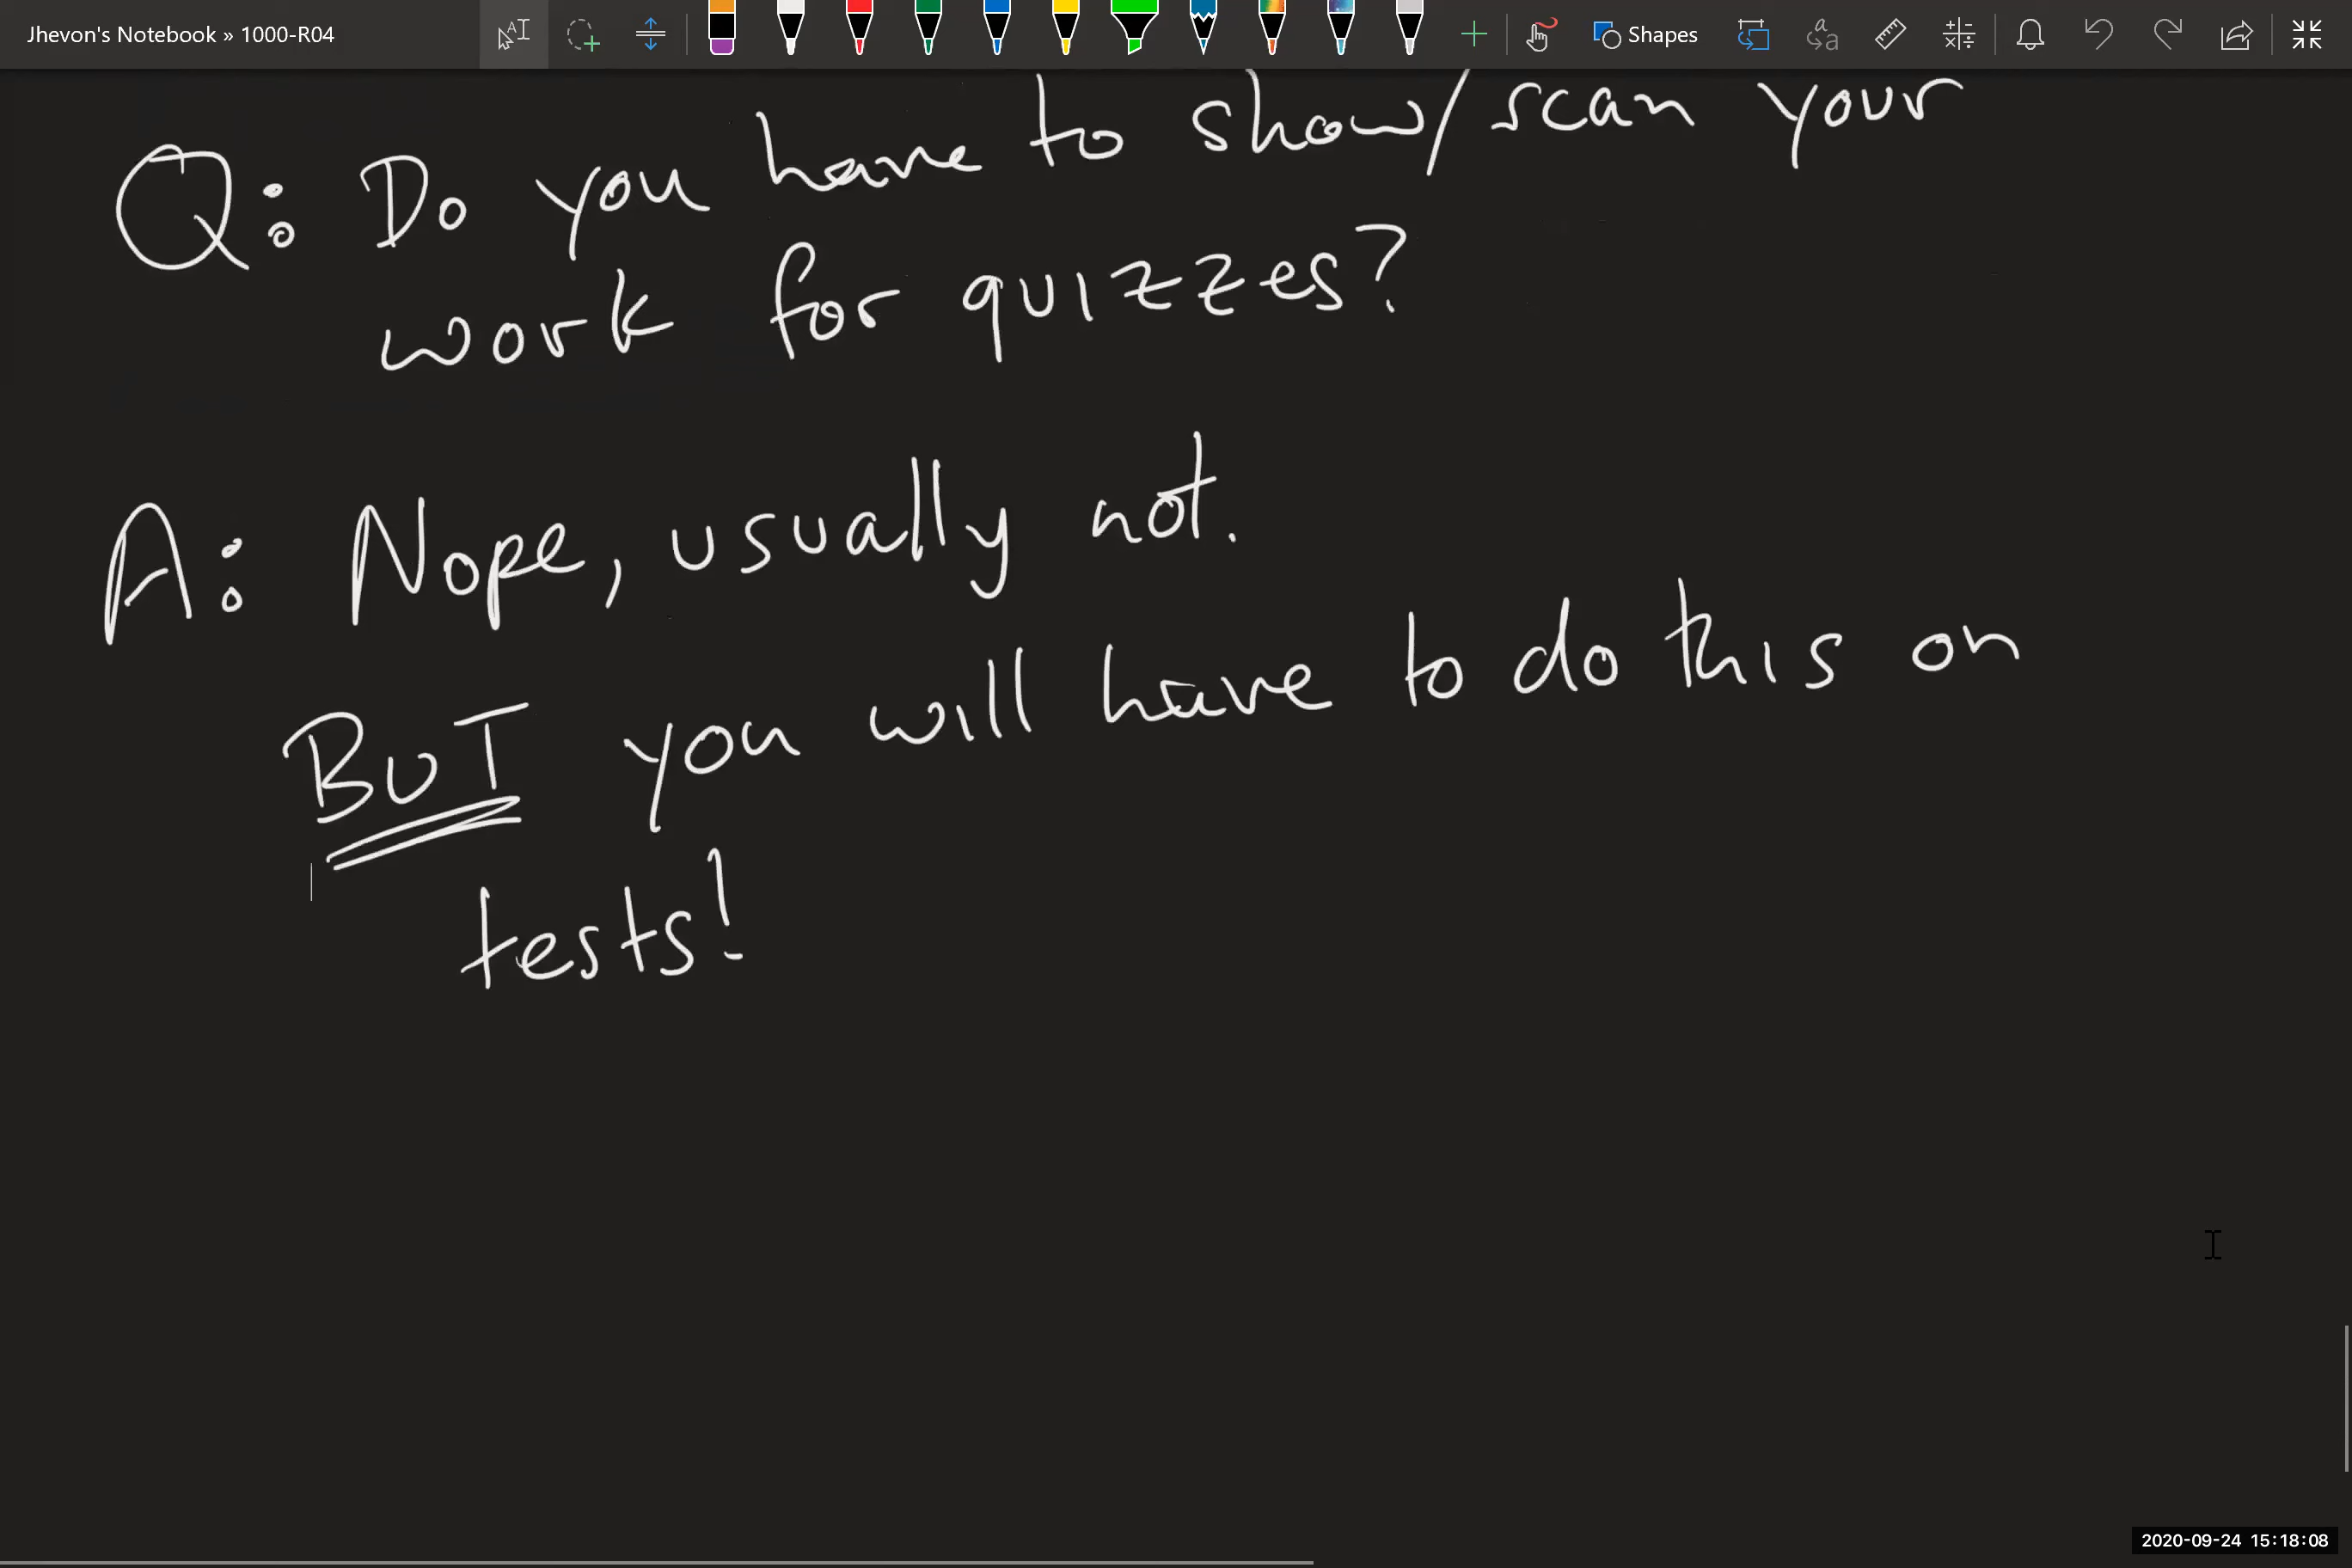 Jhevon's Notebook » 1000-R04
Shapes
Q: Do you have to show/scan your
work for quizzes?
A: Nope, usually not.
BUT you will have to do this on
tests!
2020-09-24 15:18:08